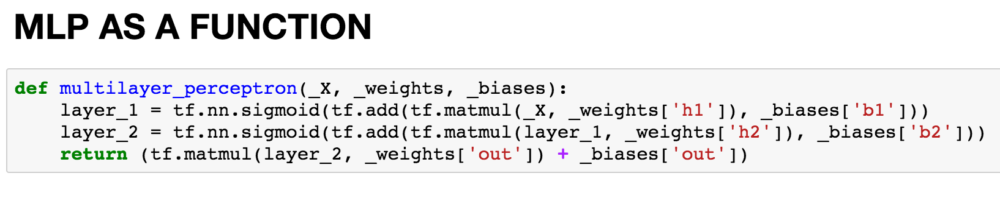 MLP AS A FUNCTION
def multilayer_perceptron(_X, _weights, _biases):
    layer_1 = tf.nn.sigmoid(tf.add(tf.matmul(_X, _weights['h1']), _biases['b1']))
    layer_2 = tf.nn.sigmoid(tf.add(tf.matmul(layer_1, _weights['h2']), _biases['b2']))
    return (tf.matmul(layer_2, _weights['out']) + _biases['out'])